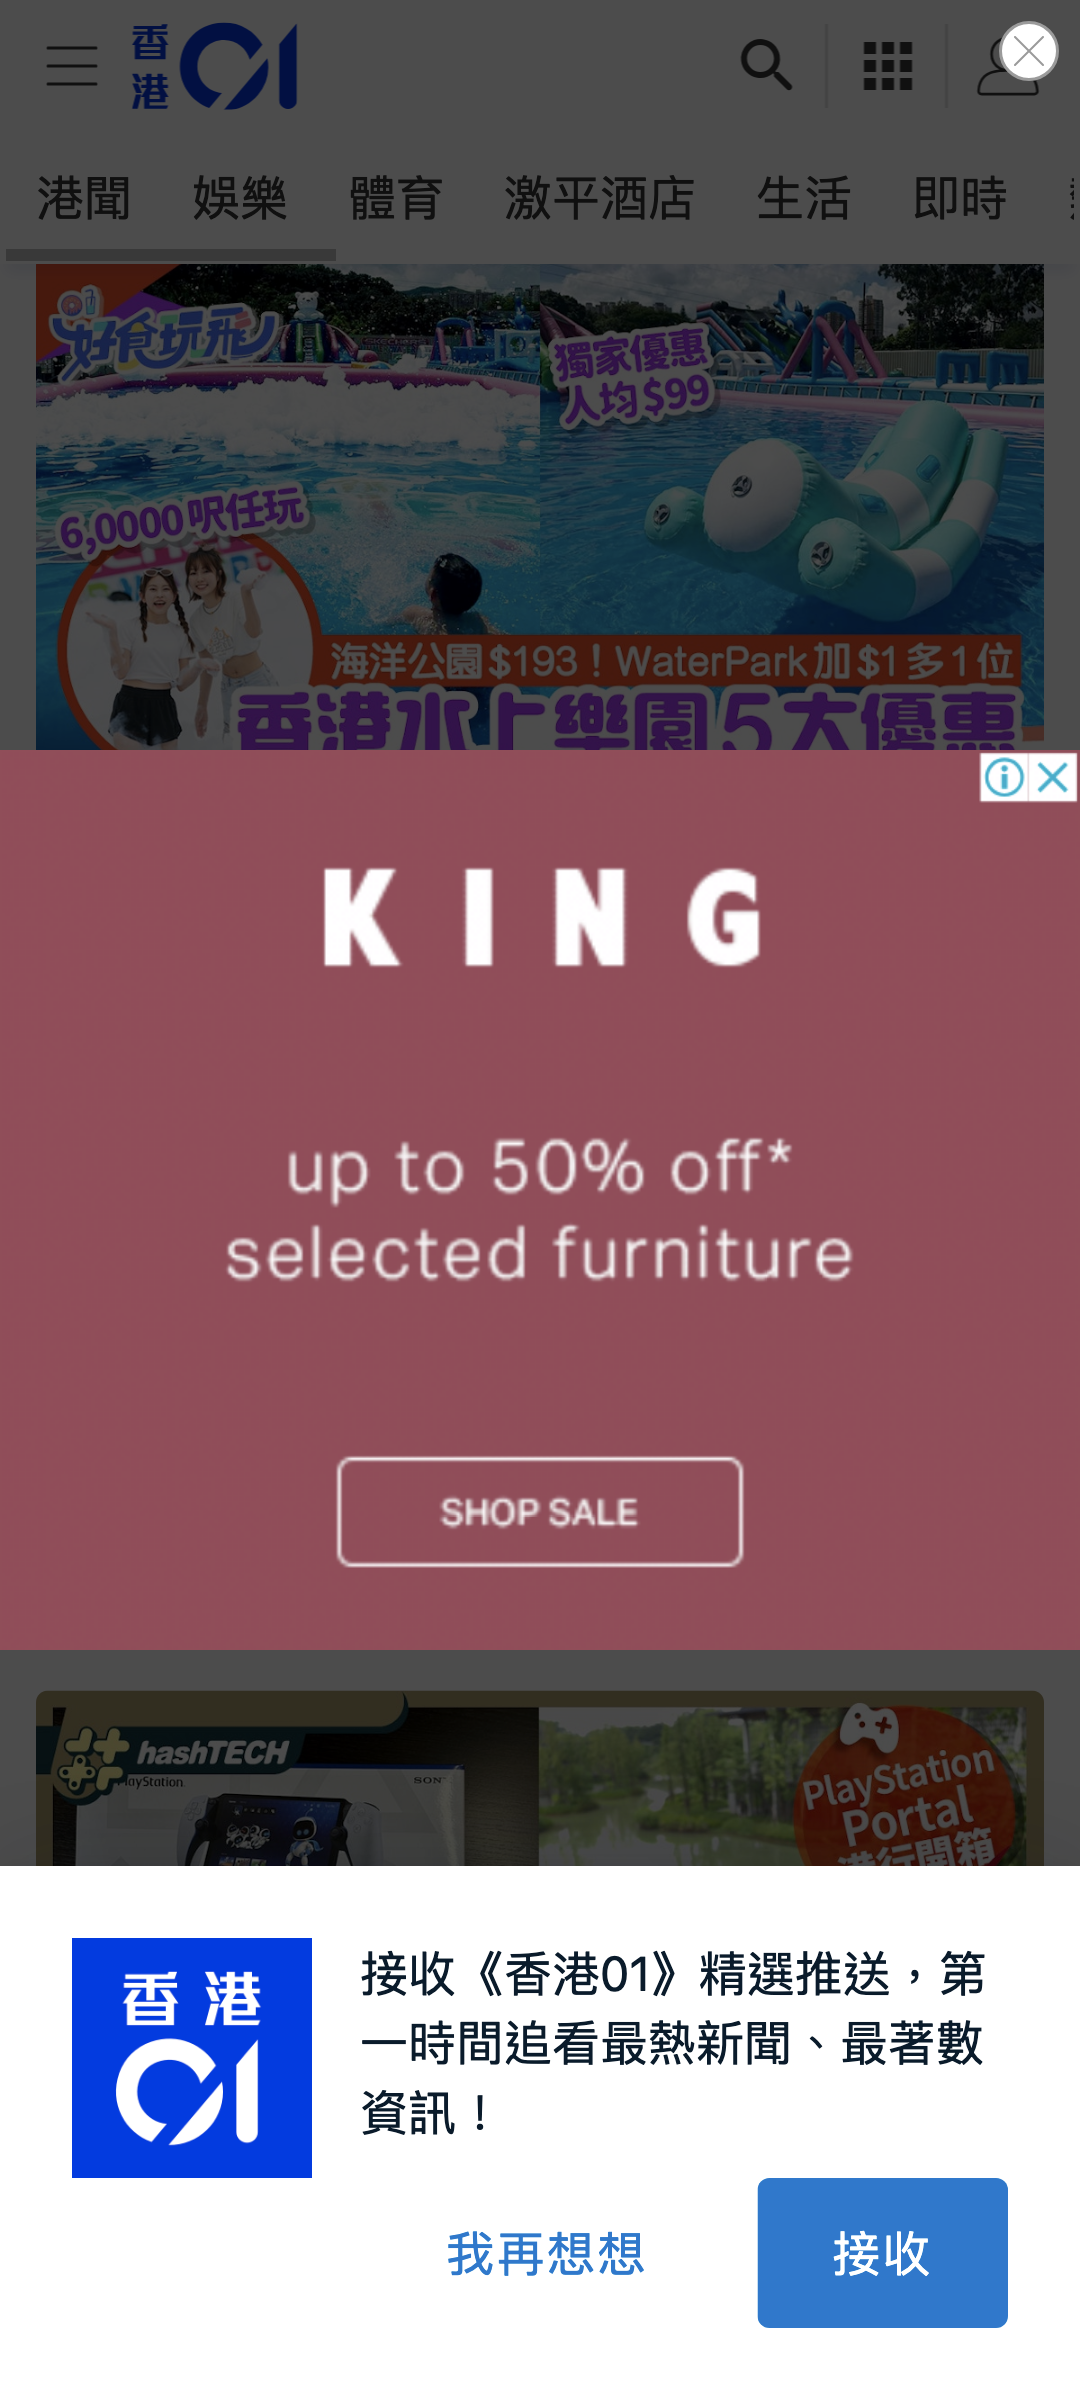 香港01
港聞 娛樂 體育 激平酒店 生活 即時
好食玩飛
獨家優惠
人均$99
6,0000呎任玩
SKECHERS
海洋公園$193！WaterPark加$1多1位
香港水上樂園5大優惠
KING
up to 50% off*
selected furniture
SHOP SALE
hashTECH
PlayStation
SONY
PlayStation
Portal
進行開箱
接收《香港01》精選推送，第
一時間追看最熱新聞、最著數
資訊！
香港
01
我再想想
接收